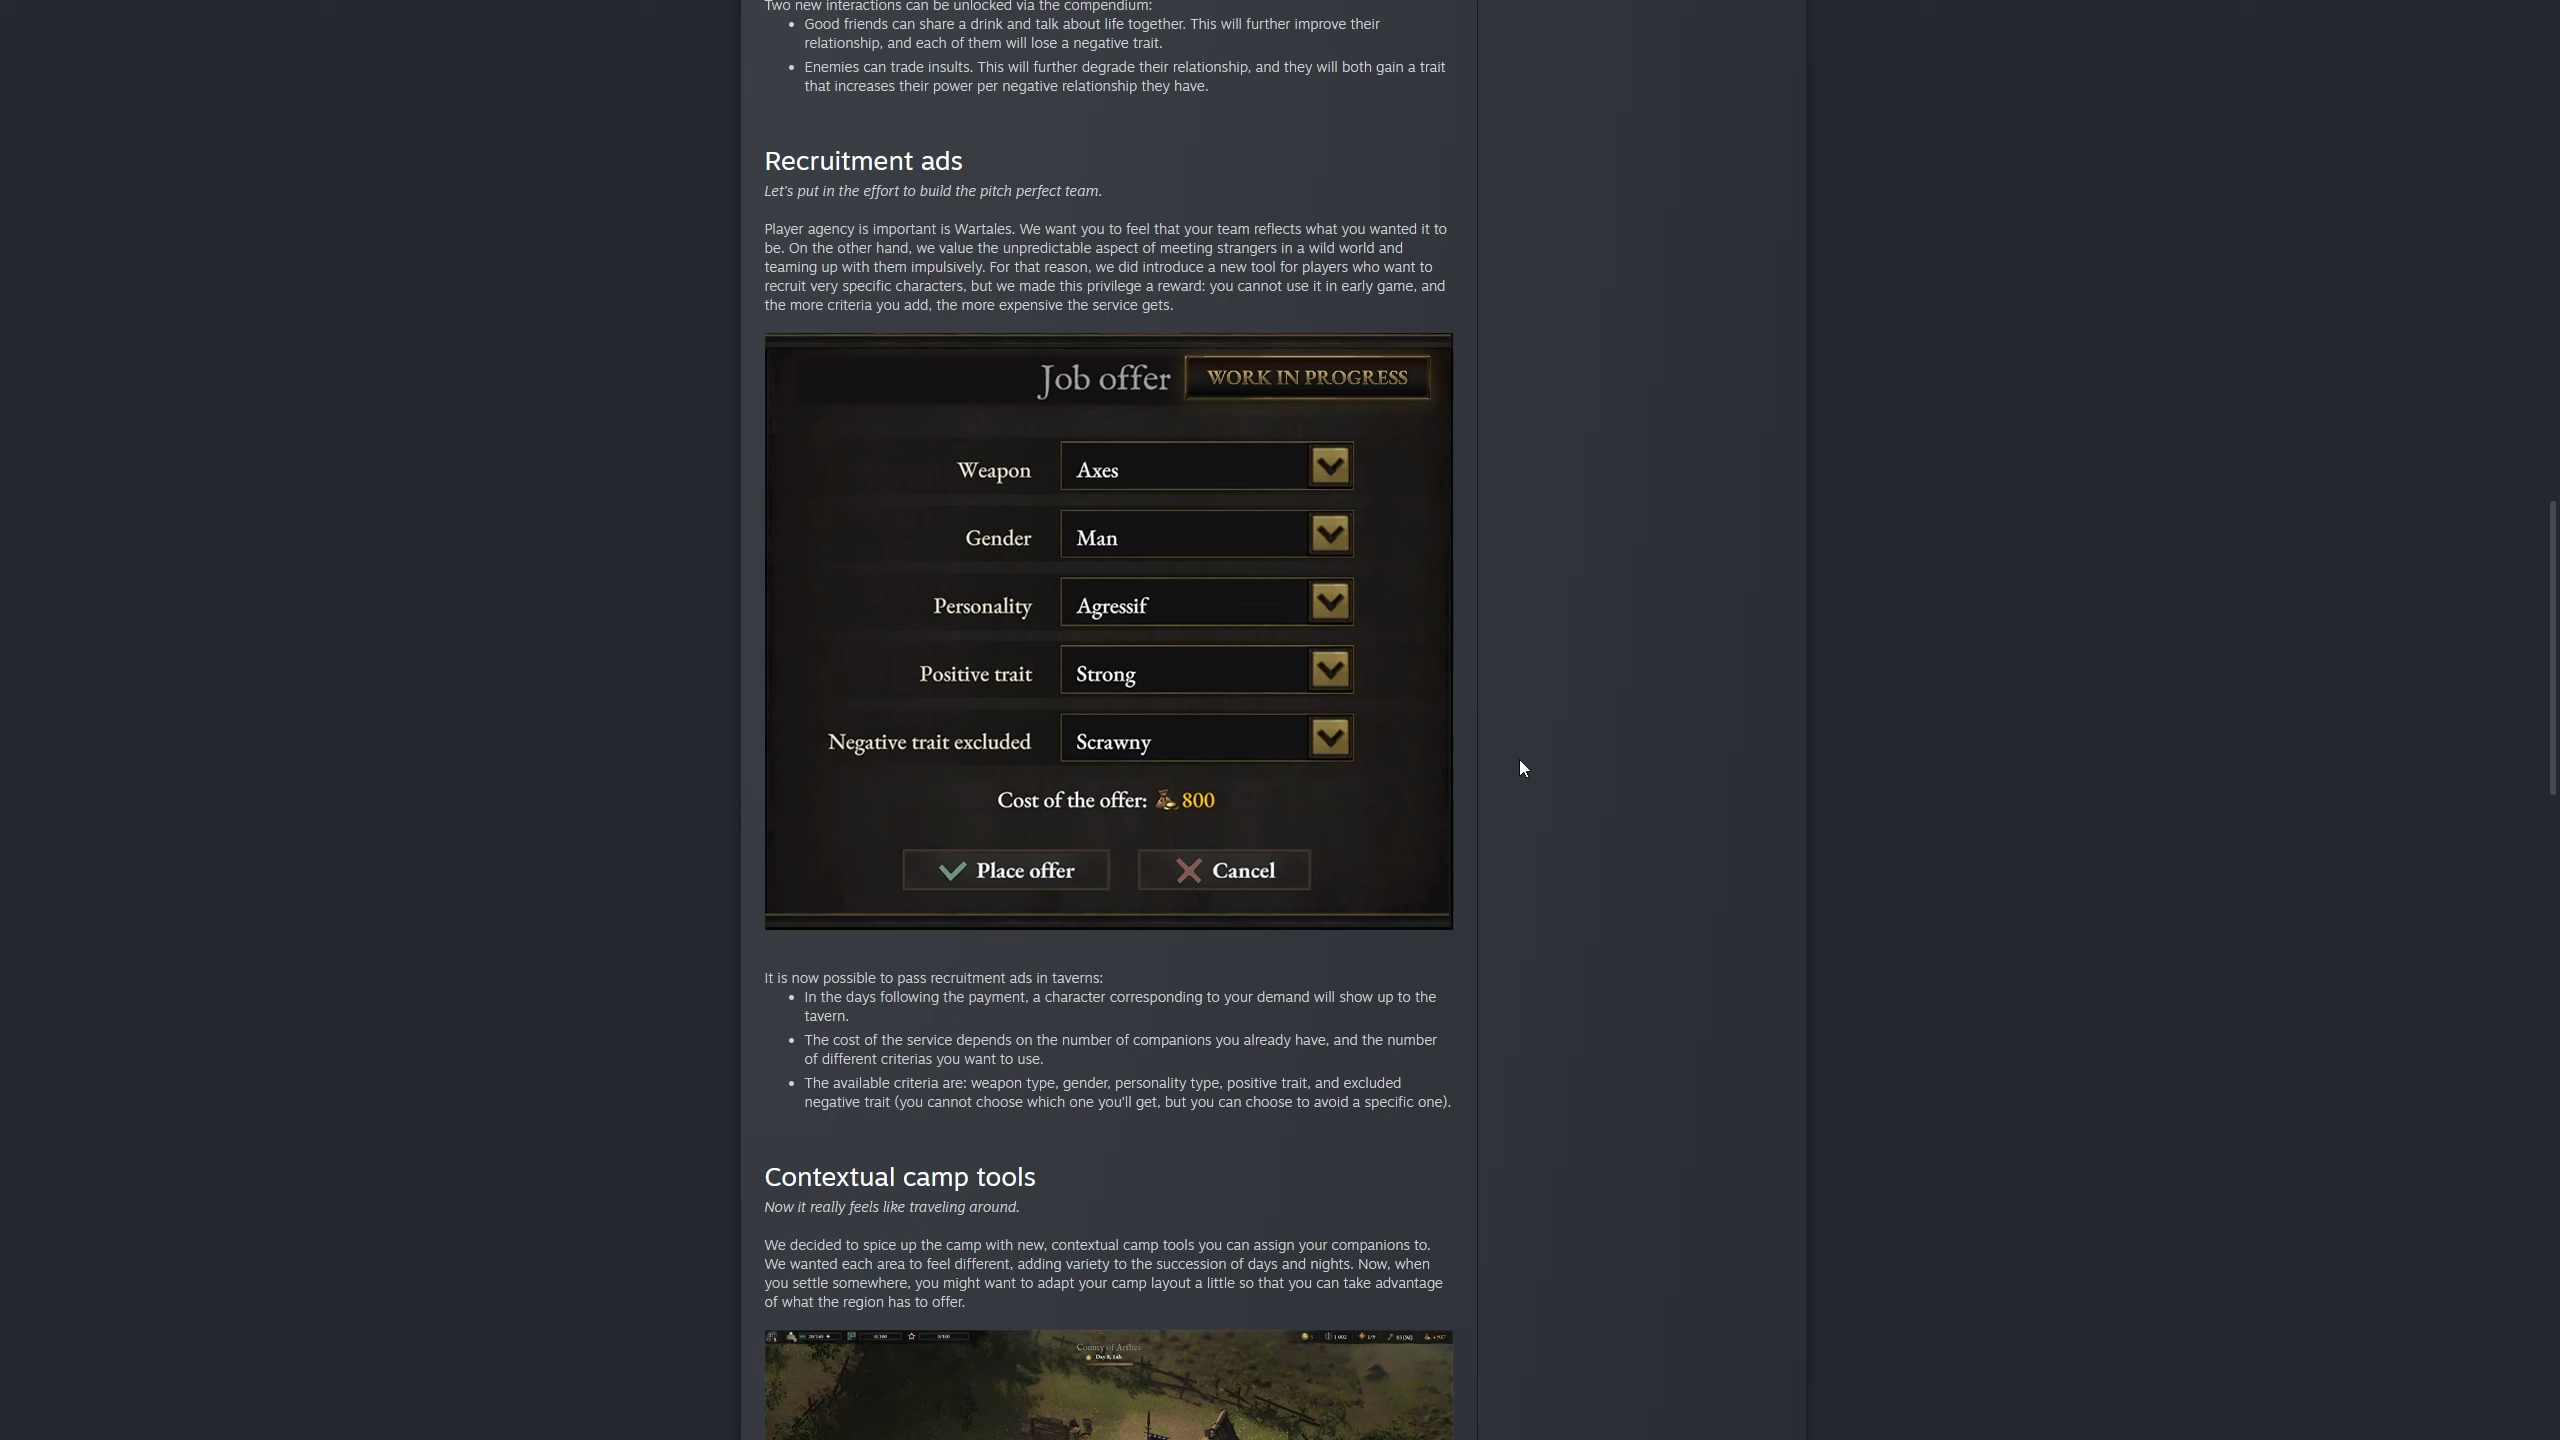 Two new interactions can be unlocked via the compendium:
Good friends can share a drink and talk about life together. This will further improve their
relationship, and each of them will lose a negative trait.
Enemies can trade insults. This will further degrade their relationship, and they will both gain a trait
that increases their power per negative relationship they have.
Recruitment ads
Let's put in the effort to build the pitch perfect team.
Player agency is important is Wartales. We want you to feel that your team reflects what you wanted it to
be. On the other hand, we value the unpredictable aspect of meeting strangers in a wild world and
teaming up with them impulsively. For that reason, we did introduce a new tool for players who want to
recruit very specific characters, but we made this privilege a reward: you cannot use it in early game, and
the more criteria you add, the more expensive the service gets.
Job offer WORK IN PROGRESS
Weapon Axes
Gender Man
Personality Agressif
Positive trait Strong
Negative trait excluded Scrawny
Cost of the offer: 800
Place offer Cancel
It is now possible to pass recruitment ads in taverns:
In the days following the payment, a character corresponding to your demand will show up to the
tavern.
The cost of the service depends on the number of companions you already have, and the number
of different criterias you want to use.
The available criteria are: weapon type, gender, personality type, positive trait, and excluded
negative trait (you cannot choose which one you'll get, but you can choose to avoid a specific one).
Contextual camp tools
Now it really feels like traveling around.
We decided to spice up the camp with new, contextual camp tools you can assign your companions to.
We wanted each area to feel different, adding variety to the succession of days and nights. Now, when
you settle somewhere, you might want to adapt your camp layout a little so that you can take advantage
of what the region has to offer.
County of Arthes